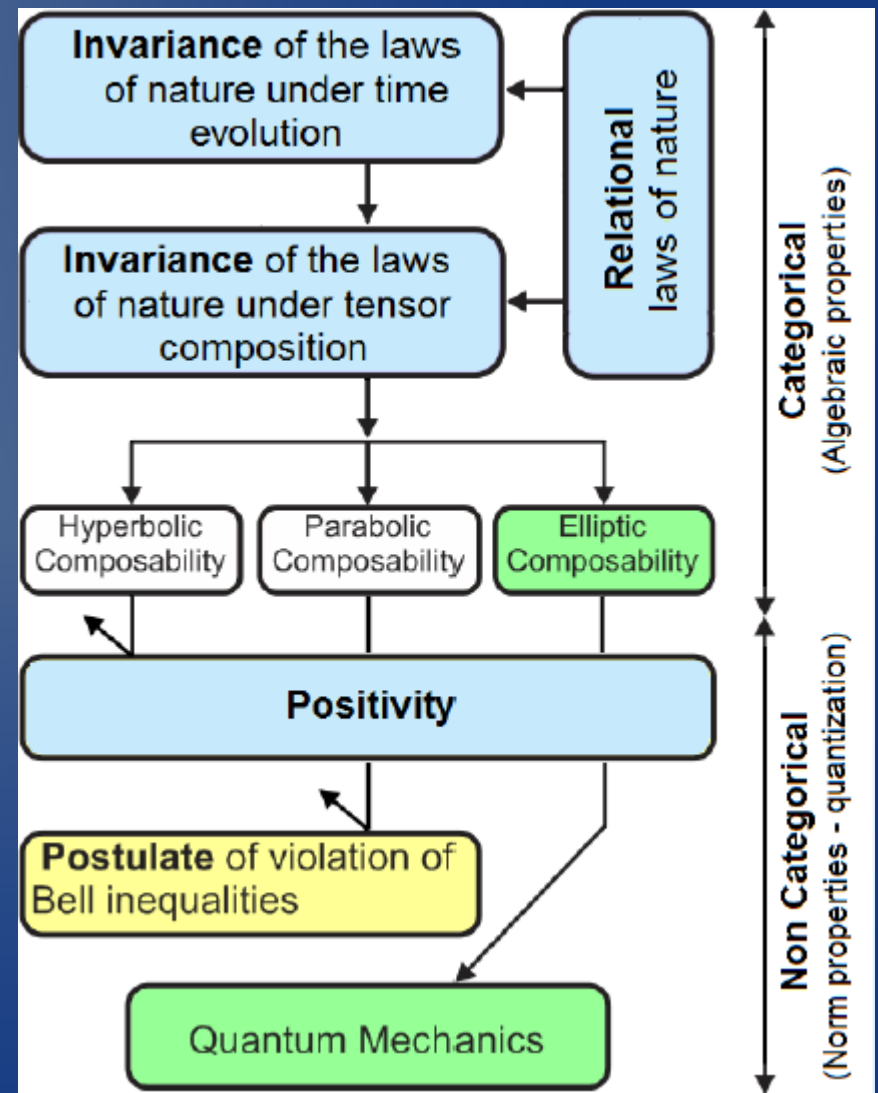 Invariance of the laws
of nature under time
evolution
Relational
laws of nature
Invariance of the laws
of nature under tensor
composition
Categorical
(Algebraic properties)
Hyperbolic
Composability
Parabolic
Composability
Elliptic
Composability
Positivity
Postulate of violation of
Bell inequalities
Quantum Mechanics
Non Categorical
(Norm properties - quantization)